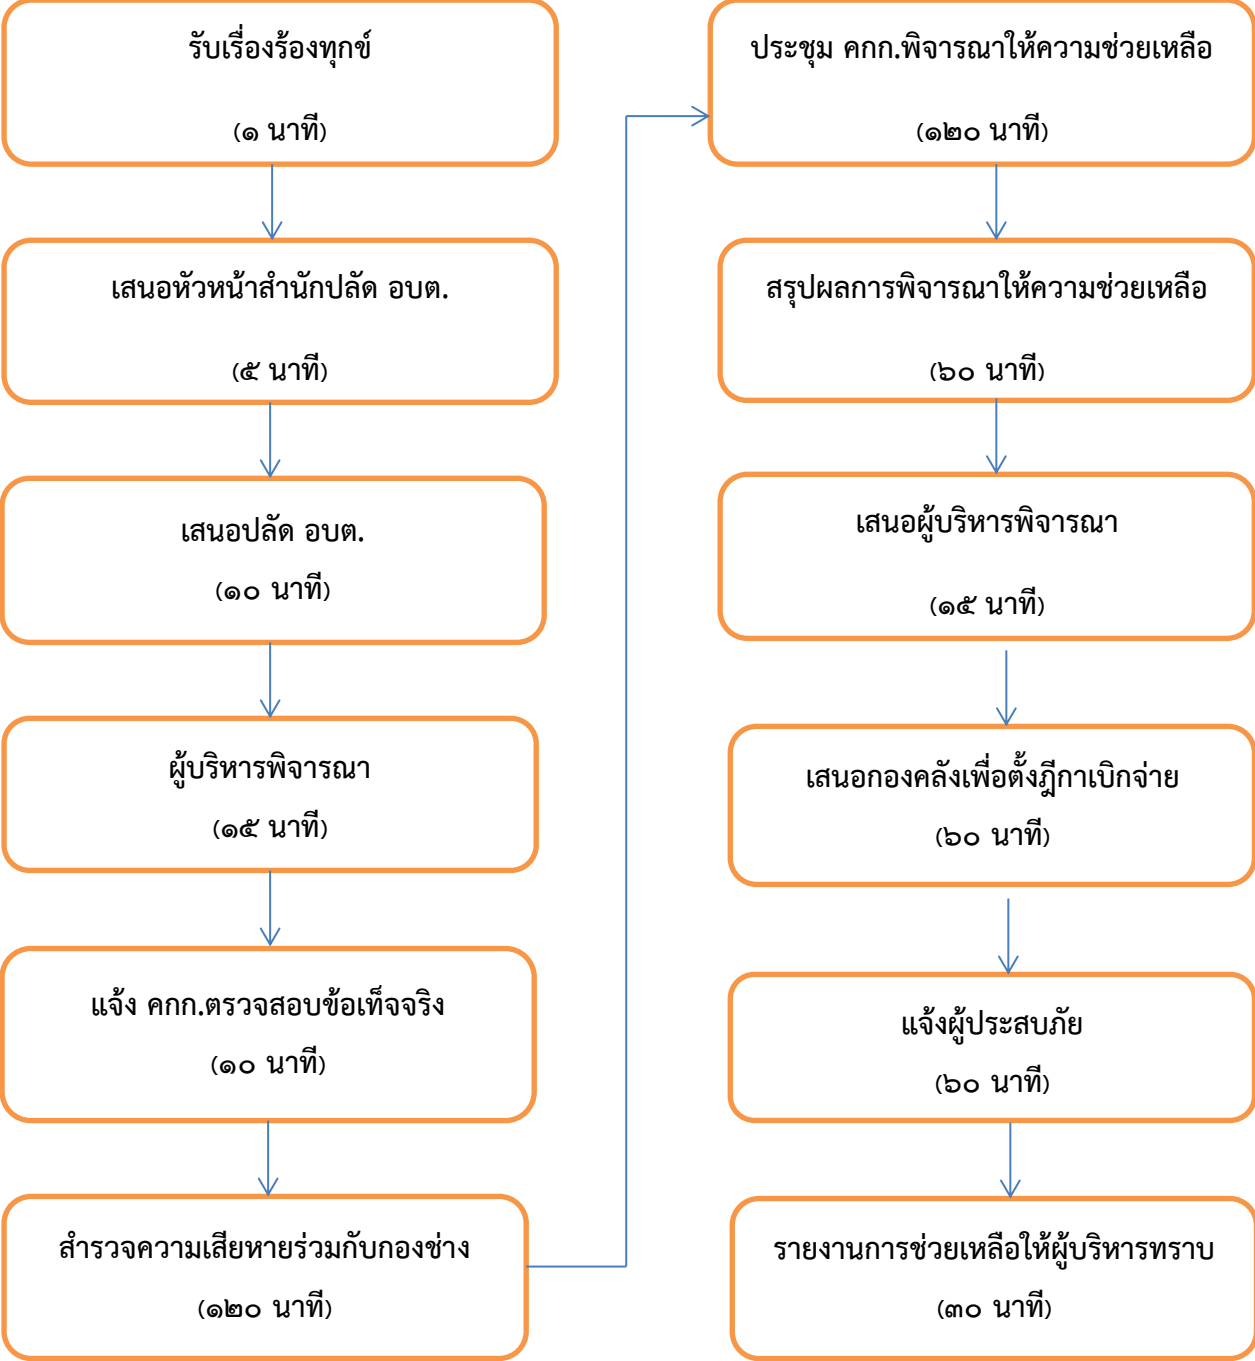 รับเรื่องร้องทุกข์
(๑ นาที)
เสนอหัวหน้าสำนักปลัด อบต.
(๕ นาที)
เสนอปลัด อบต.
(๑๐ นาที)
ผู้บริหารพิจารณา
(๑๕ นาที)
แจ้ง คกก.ตรวจสอบข้อเท็จจริง
(๑๐ นาที)
สำรวจความเสียหายร่วมกับกองช่าง
(๑๒๐ นาที)
ประชุม คกก.พิจารณาให้ความช่วยเหลือ
(๑๒๐ นาที)
สรุปผลการพิจารณาให้ความช่วยเหลือ
(๖๐ นาที)
เสนอผู้บริหารพิจารณา
(๑๕ นาที)
เสนอกองคลังเพื่อตั้งฎีกาเบิกจ่าย
(๖๐ นาที)
แจ้งผู้ประสบภัย
(๖๐ นาที)
รายงานการช่วยเหลือให้ผู้บริหารทราบ
(๓๐ นาที)